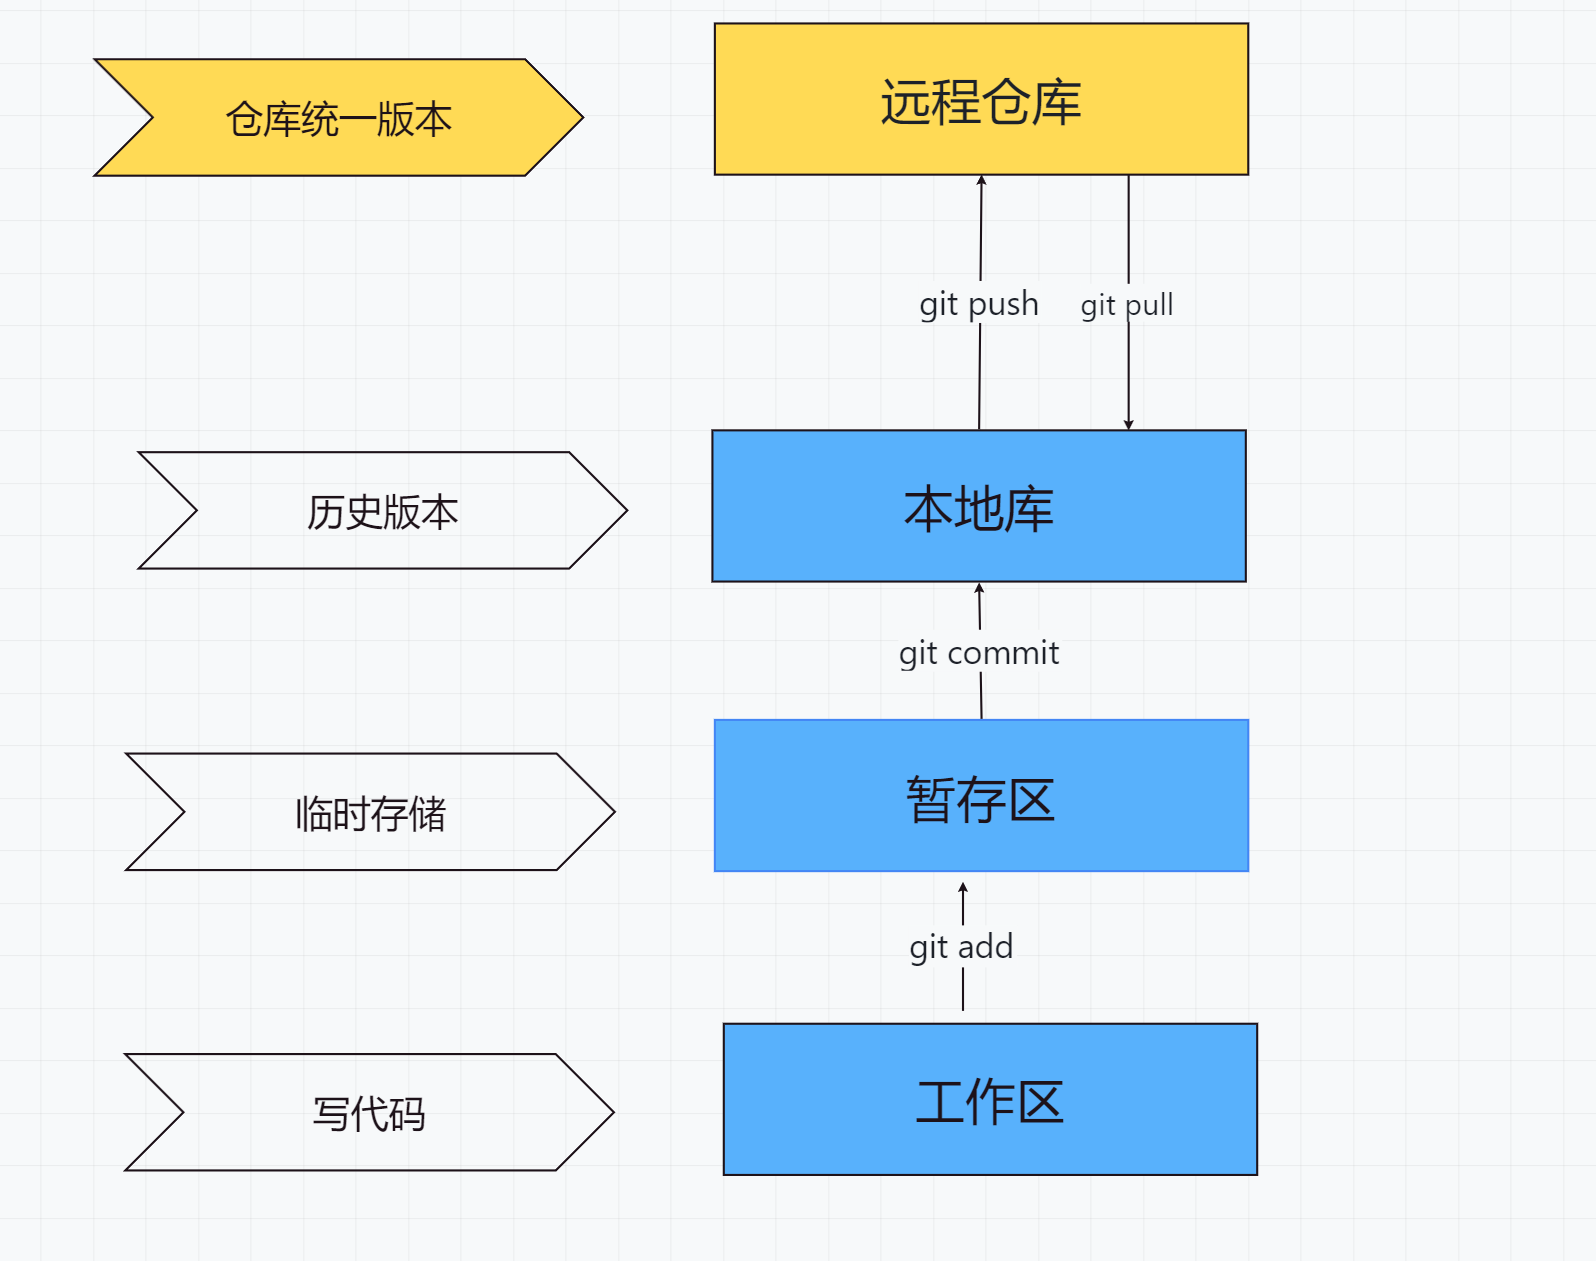 仓库统一版本
远程仓库
git push
git pull
历史版本
本地库
git commit
临时存储
暂存区
git add
写代码
工作区